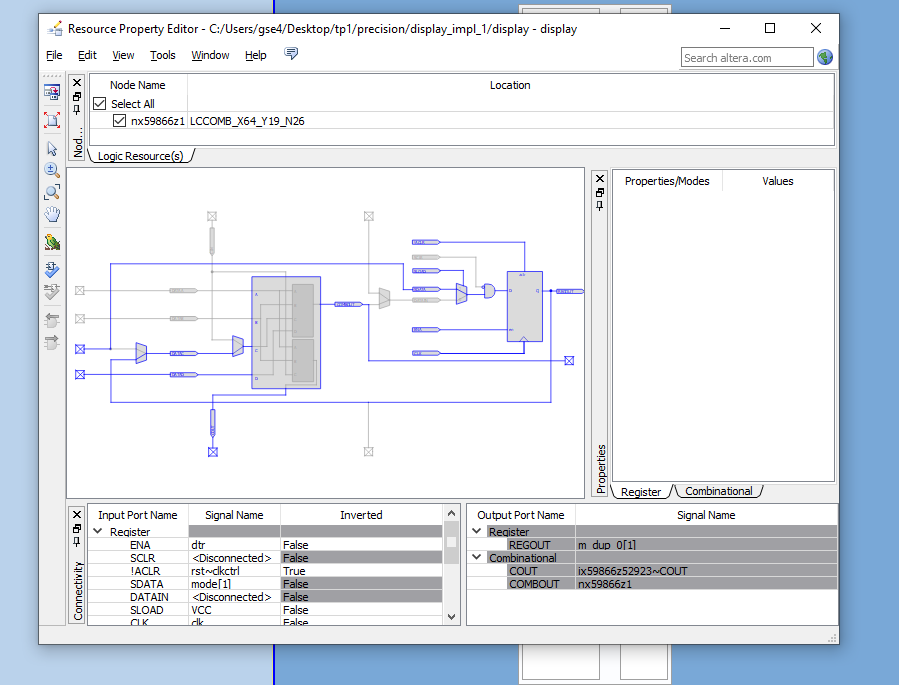 Resource Property Editor - C:/Users/gse4/Desktop/tp1/precision/display_impl_1/display - display
File Edit View Tools Window Help
Search altera.com
Node Name Location
Select All
nx59866z1 LCCOMB_X64_Y19_N26
Nod...
Logic Resource(s)
Properties/Modes Values
Properties
Register Combinational
Connectivity
Input Port Name Signal Name Inverted
Register
ENA dtr False
SCLR <Disconnected> False
!ACLR rst~clkctrl True
SDATA mode[1] False
DATAIN <Disconnected> False
SLOAD VCC False
CLK clk False
Output Port Name Signal Name
Register
REGOUT m_dup_0[1]
Combinational
COUT ix59866z52923~COUT
COMBOUT nx59866z1